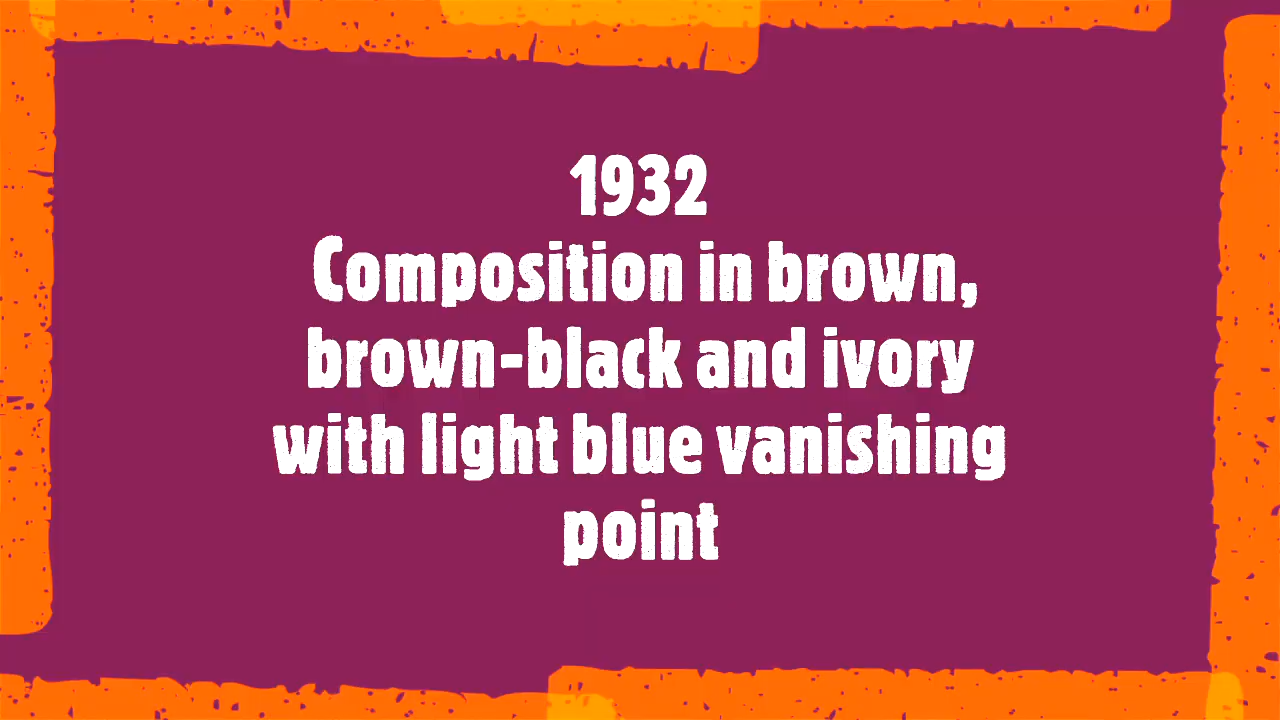 1932
Composition in brown,
brown-black and ivory
with light blue vanishing
point